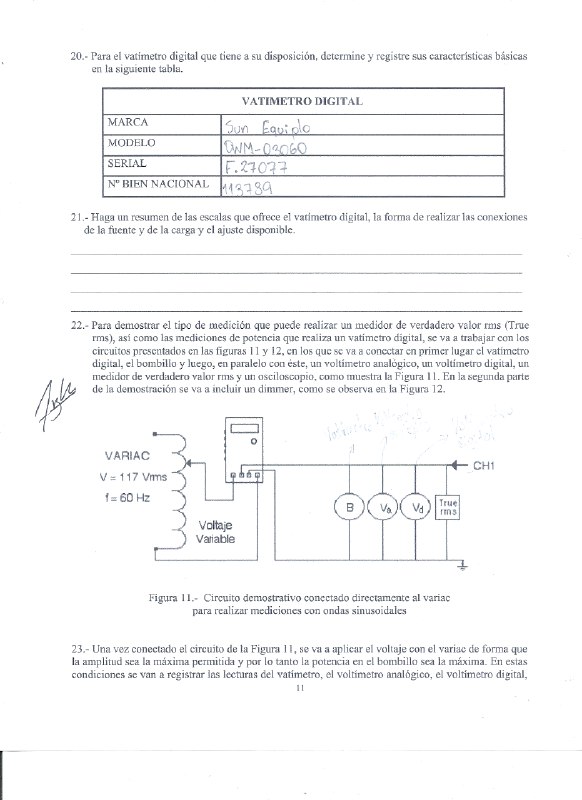 20.- Para el vatímetro digital que tiene a su disposición, determine y registre sus características básicas
en la siguiente tabla.
VATIMETRO DIGITAL
MARCA Sun Equipo
MODELO DWM-03060
SERIAL F.27077
Nº BIEN NACIONAL 113789
21.- Haga un resumen de las escalas que ofrece el vatímetro digital, la forma de realizar las conexiones
de la fuente y de la carga y el ajuste disponible.
22.- Para demostrar el tipo de medición que puede realizar un medidor de verdadero valor rms (True
rms), así como las mediciones de potencia que realiza un vatímetro digital, se va a trabajar con los
circuitos presentados en las figuras 11 y 12, en los que se va a conectar en primer lugar el vatímetro
digital, el bombillo y luego, en paralelo con éste, un voltímetro analógico, un voltímetro digital, un
medidor de verdadero valor rms y un osciloscopio, como muestra la Figura 11. En la segunda parte
de la demostración se va a incluir un dimmer, como se observa en la Figura 12.
VARIAC
V = 117 Vrms
f = 60 Hz
Voltaje
Variable
CH1
B
Va
Vd
True
rms
Figura 11.- Circuito demostrativo conectado directamente al variac
para realizar mediciones con ondas sinusoidales
23.- Una vez conectado el circuito de la Figura 11, se va a aplicar el voltaje con el variac de forma que
la amplitud sea la máxima permitida y por lo tanto la potencia en el bombillo sea la máxima. En estas
condiciones se van a registrar las lecturas del vatímetro, el voltímetro analógico, el voltímetro digital,
11